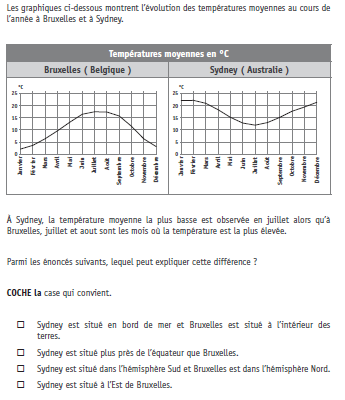 Les graphiques ci-dessous montrent l'évolution des températures moyennes au cours de
l'année à Bruxelles et à Sydney.
Températures moyennes en °C
Bruxelles ( Belgique ) Sydney ( Australie )
°C °C
25 25
20 20
15 15
10 10
5 5
0 0
Janvier Février Mars Avril Mai Juin Juillet Août Septembre Octobre Novembre Décembre Janvier Février Mars Avril Mai Juin Juillet Août Septembre Octobre Novembre Décembre
Á Sydney, la température moyenne la plus basse est observée en juillet alors qu'à
Bruxelles, juillet et aout sont les mois où la température est la plus élevée.
Parmi les énoncés suivants, lequel peut expliquer cette différence ?
COCHE la case qui convient.
☐ Sydney est situé en bord de mer et Bruxelles est situé à l'intérieur des
terres.
☐ Sydney est situé plus près de l'équateur que Bruxelles.
☐ Sydney est situé dans l'hémisphère Sud et Bruxelles est dans l'hémisphère Nord.
☐ Sydney est situé à l'Est de Bruxelles.